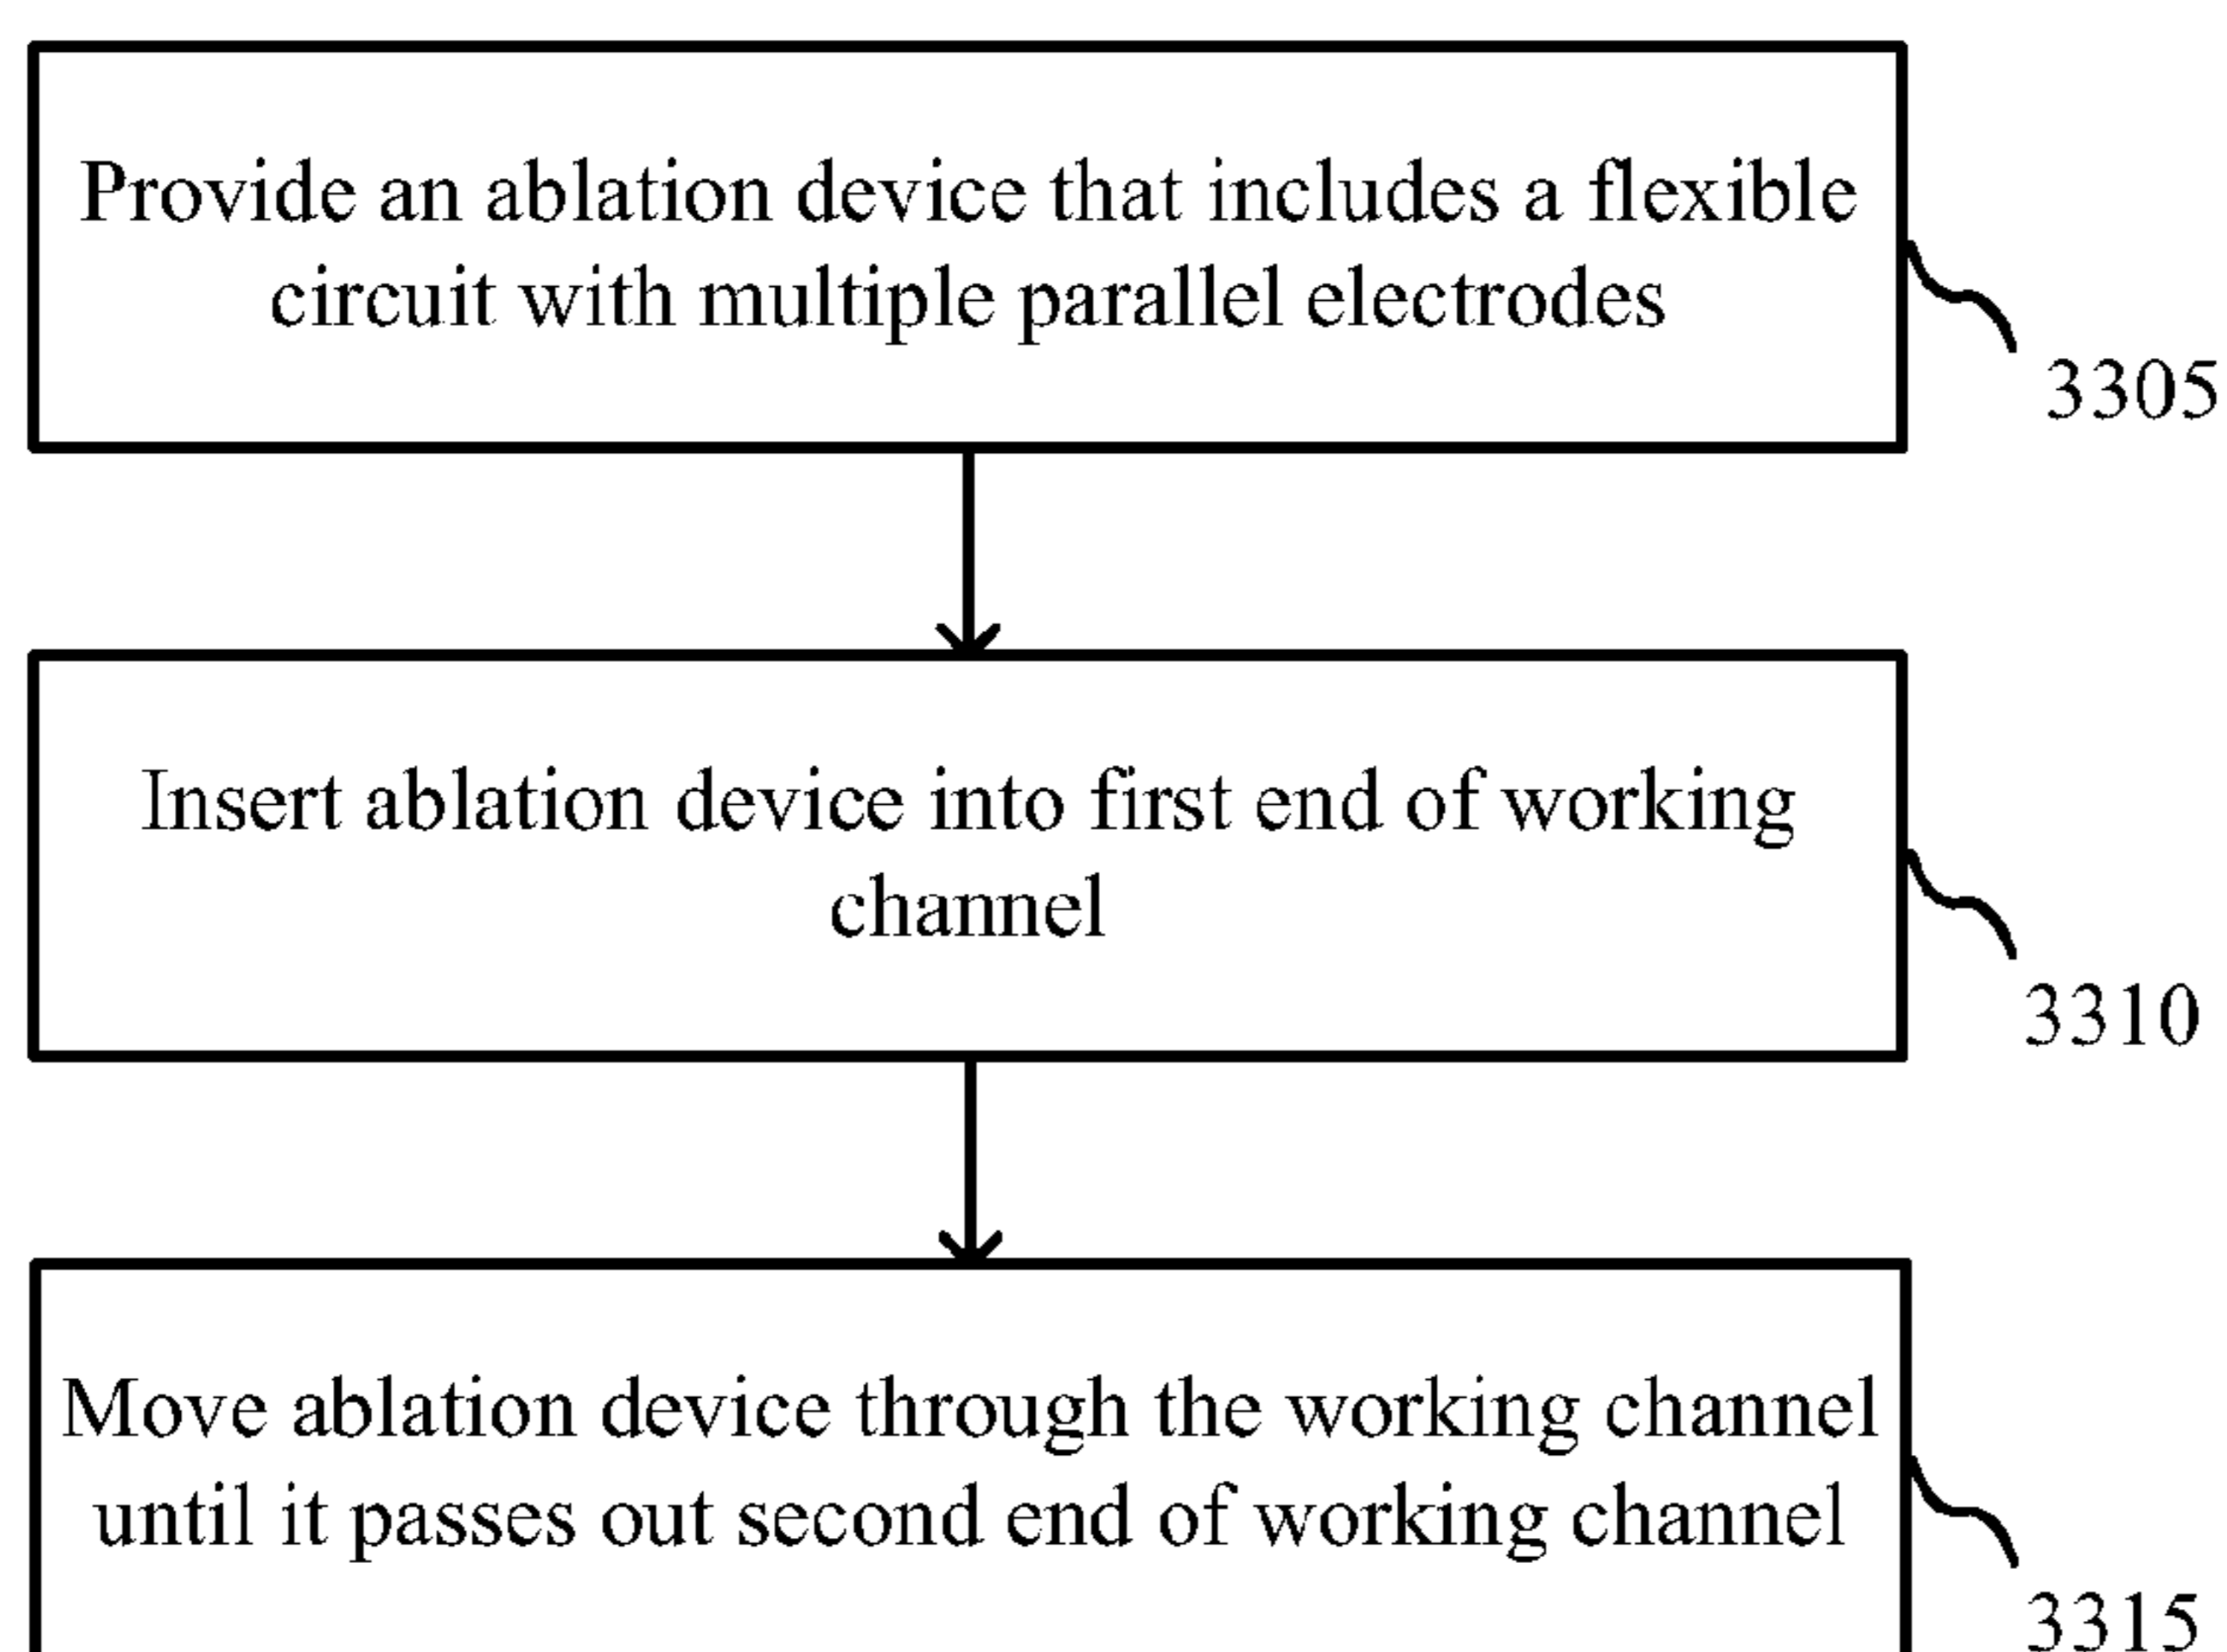 Provide an ablation device that includes a flexible
circuit with multiple parallel electrodes
3305
Insert ablation device into first end of working
channel
3310
Move ablation device through the working channel
until it passes out second end of working channel
3315